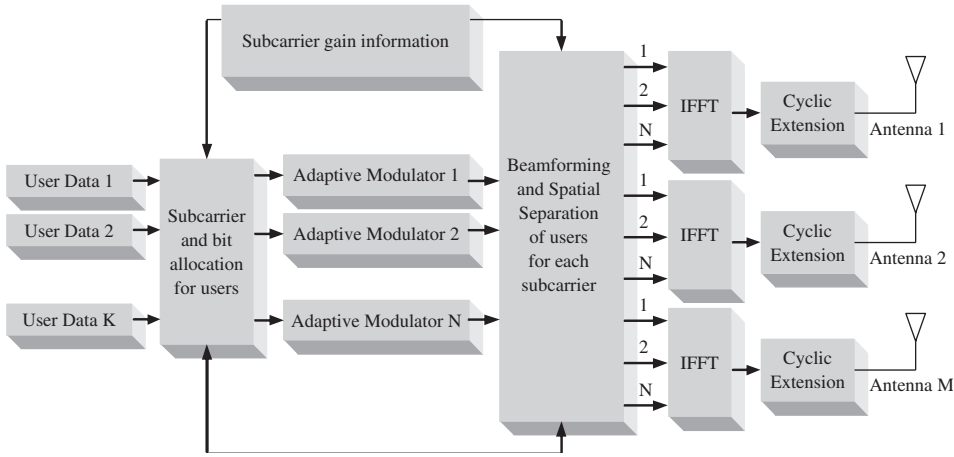 Subcarrier gain information
User Data 1
User Data 2
User Data K
Subcarrier
and bit
allocation
for users
Adaptive Modulator 1
Adaptive Modulator 2
Adaptive Modulator N
Beamforming
and Spatial
Separation
of users
for each
subcarrier
1
2
N
IFFT
Cyclic
Extension
Antenna 1
1
2
N
IFFT
Cyclic
Extension
Antenna 2
1
2
N
IFFT
Cyclic
Extension
Antenna M